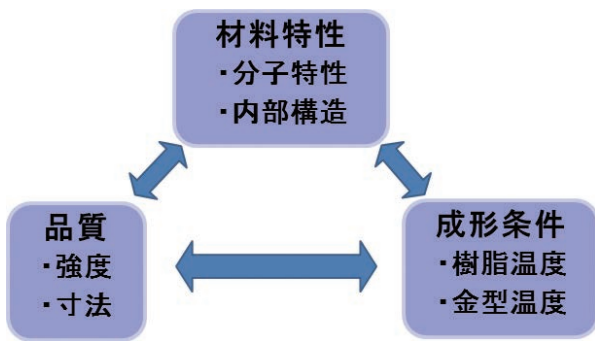 材料特性
・分子特性
・内部構造
品質
・強度
・寸法
成形条件
・樹脂温度
・金型温度